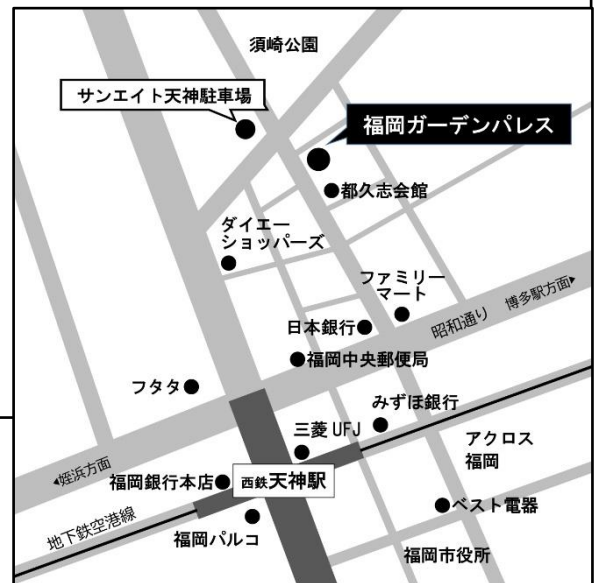 須崎公園
サンエイト天神駐車場
福岡ガーデンパレス
都久志会館
ダイエー
ショッパーズ
ファミリー
マート
博多駅方面▶
昭和通り
日本銀行
福岡中央郵便局
フタタ
みずほ銀行
三菱UFJ
アクロス
福岡
◀姪浜方面
福岡銀行本店
西鉄天神駅
ベスト電器
地下鉄空港線
福岡パルコ
福岡市役所